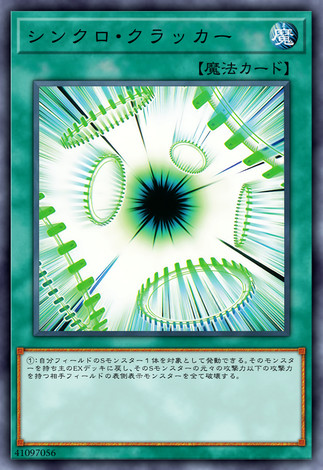 シンクロ・クラッカー
魔
【魔法カード】
①:自分フィールドのSモンスター1体を対象として発動できる。そのモンスタ
ーを持ち主のEXデッキに戻し、そのSモンスターの元々の攻撃力以下の攻撃力
を持つ相手フィールドの表側表示モンスターを全て破壊する。
41097056